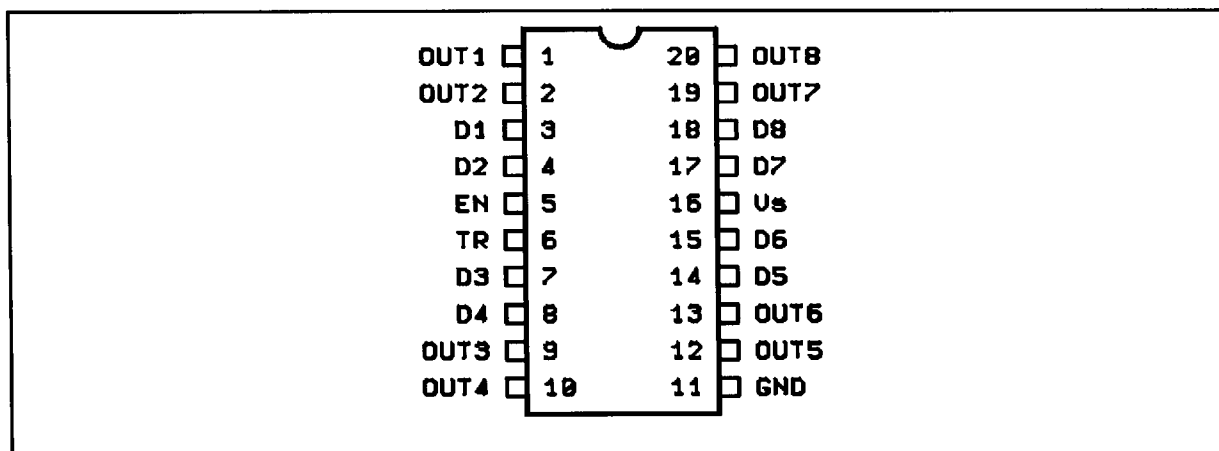 OUT1 1 20 OUT8
OUT2 2 19 OUT7
D1 3 18 D8
D2 4 17 D7
EN 5 16 Vs
TR 6 15 D6
D3 7 14 D5
D4 8 13 OUT6
OUT3 9 12 OUT5
OUT4 10 11 GND